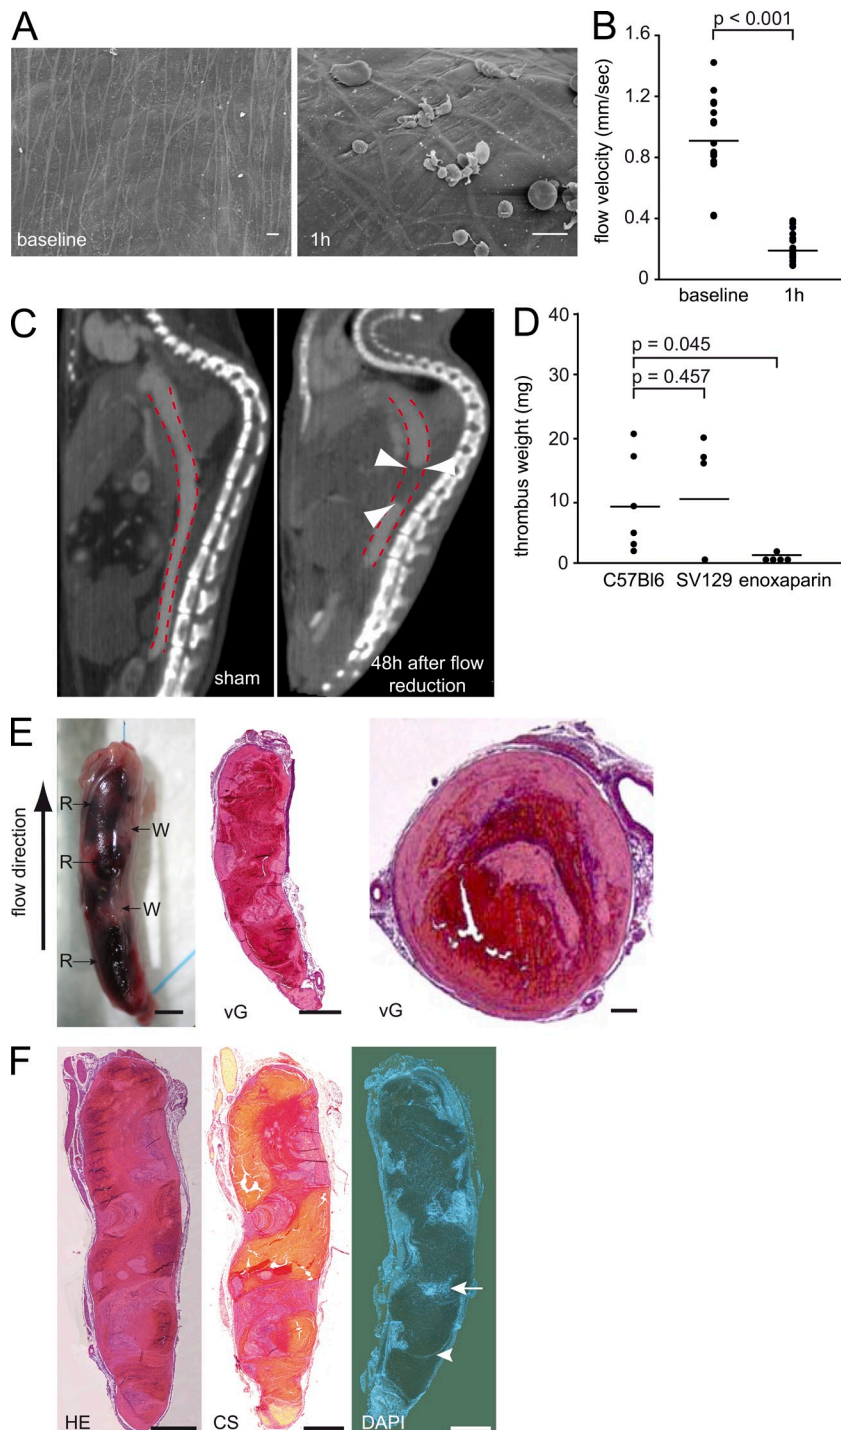 A
baseline
1h
B
p < 0.001
flow velocity (mm/sec)
1.6
1.2
0.8
0.4
0
baseline
1h
C
sham
48h after flow
reduction
D
thrombus weight (mg)
40
30
20
10
0
p = 0.045
p = 0.457
C57Bl6
SV129
enoxaparin
E
flow direction
R
W
R
W
R
vG
vG
F
HE
CS
DAPI